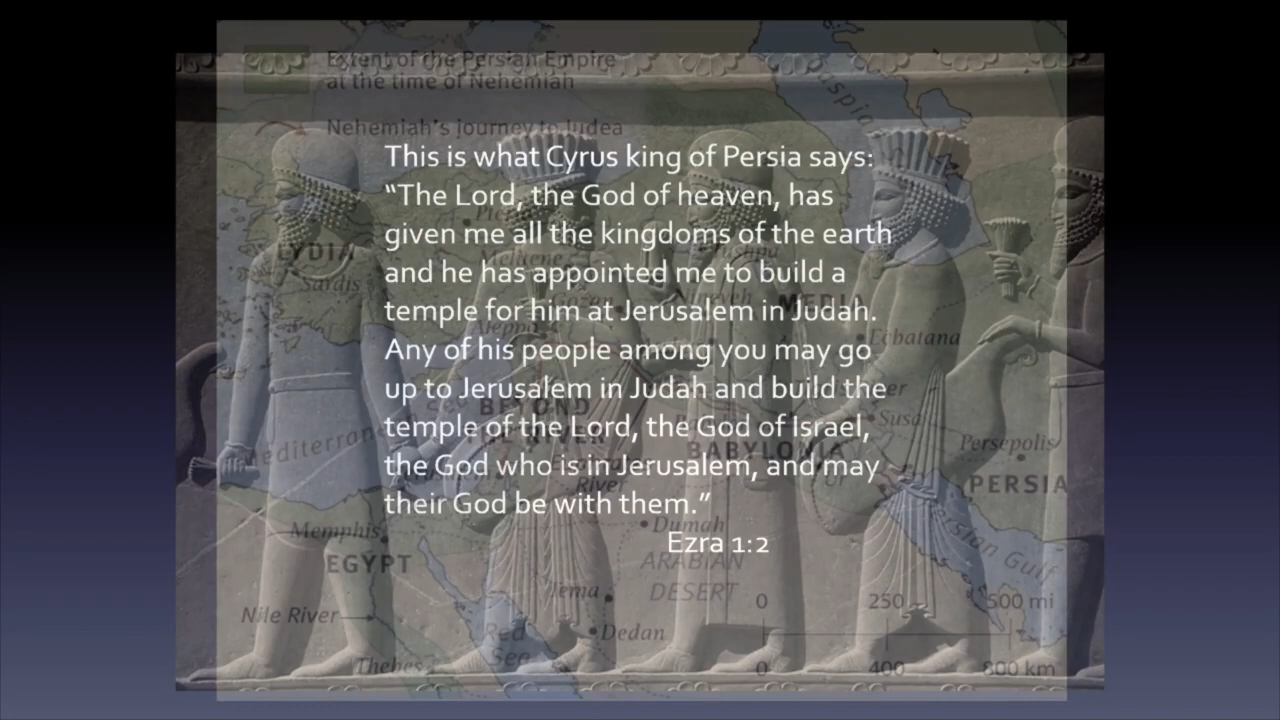 Extent of the Persian Empire
at the time of Nehemiah
Nehemiah's journey to Judea
This is what Cyrus king of Persia says:
“The Lord, the God of heaven, has
given me all the kingdoms of the earth
and he has appointed me to build a
temple for him at Jerusalem in Judah.
Any of his people among you may go
up to Jerusalem in Judah and build the
temple of the Lord, the God of Israel,
the God who is in Jerusalem, and may
their God be with them.”
Ezra 1:2
LYDIA
Sardis
MEDIA
Ecbatana
Aleppo
BEYOND
Susa
BABYLONIA
Ur
Persepolis
PERSIA
River
Persian Gulf
Memphis
EGYPT
Dumah
ARABIAN
DESERT
Nile River
Tema
Dedan
Red
Sea
Thebes
0 250 500 mi
0 400 800 km